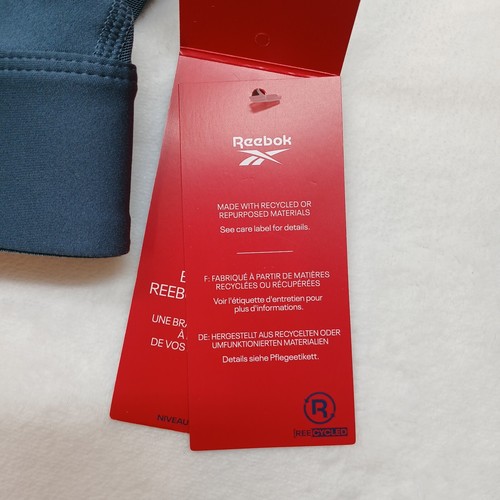 Reebok
MADE WITH RECYCLED OR
REPURPOSED MATERIALS
See care label for details.
F: FABRIQUÉ À PARTIR DE MATIÈRES
RECYCLÉES OU RÉCUPÉRÉES
Voir l'étiquette d'entretien pour
plus d'informations.
DE: HERGESTELLT AUS RECYCELTEN ODER
UMFUNKTIONIERTEN MATERIALIEN
Details siehe Pflegeetikett.
R
REECYCLED
UNE
À
DE VOS
NIVEAU